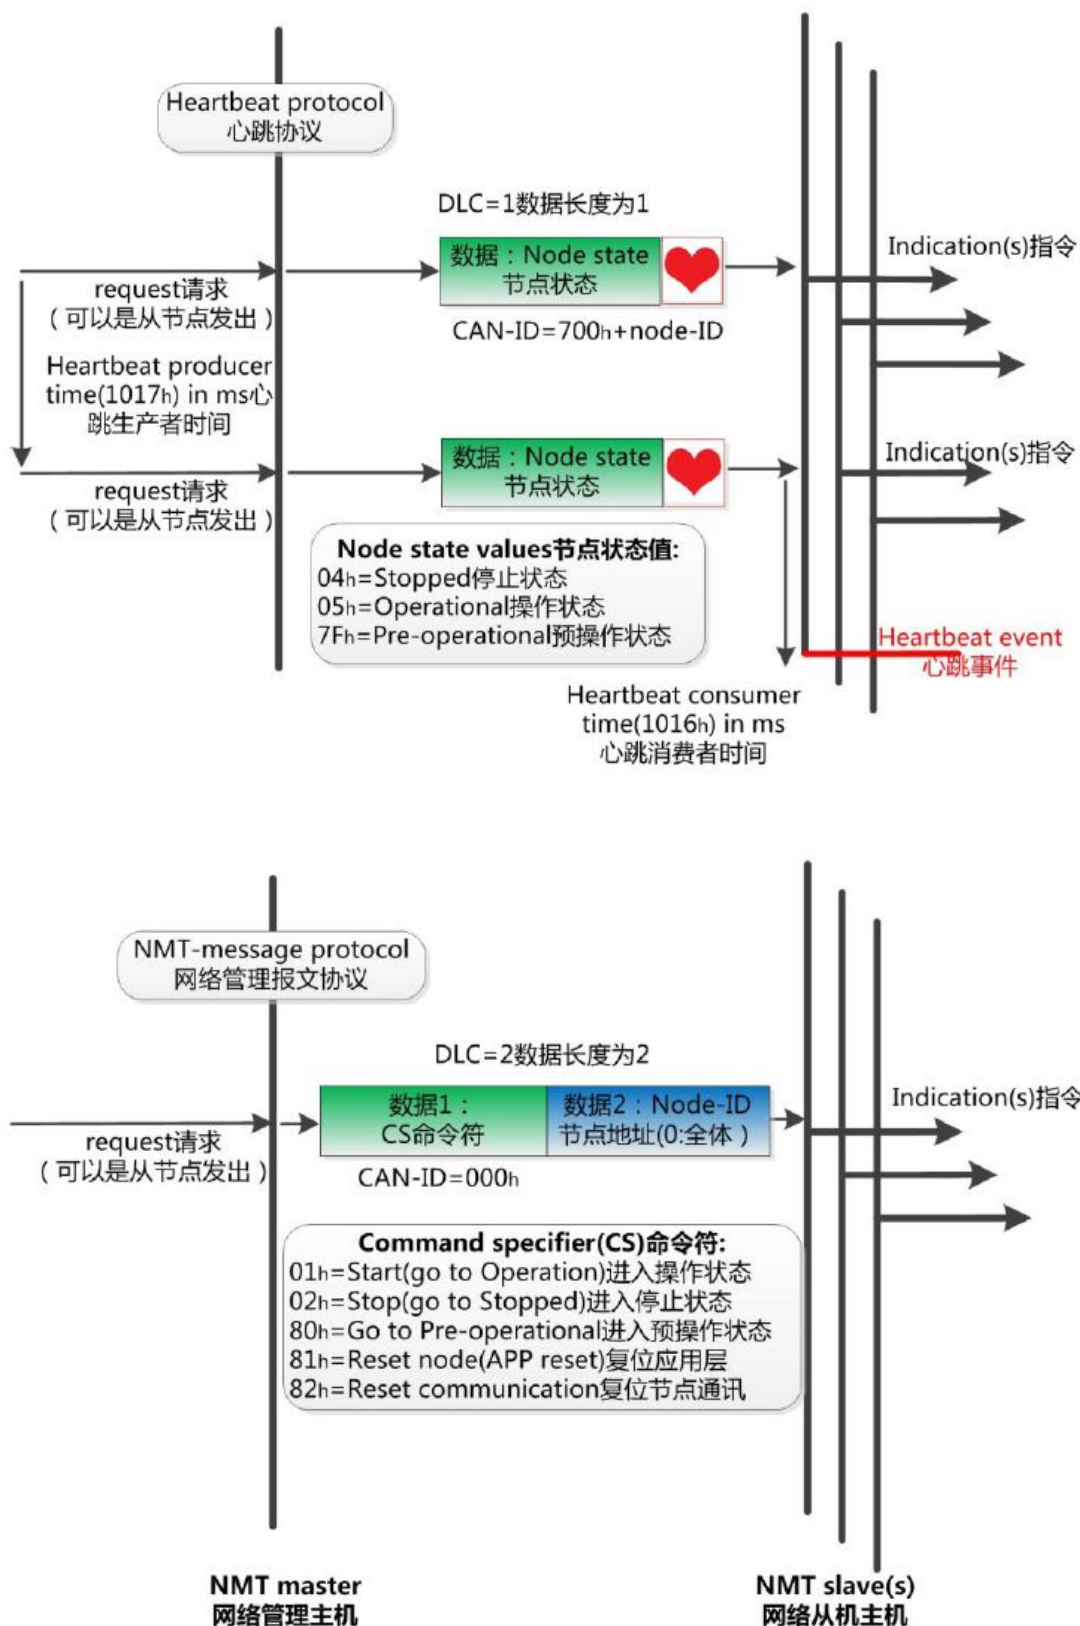 Heartbeat protocol
心跳协议
DLC=1数据长度为1
数据：Node state
节点状态
Indication(s)指令
request请求
（可以是从节点发出）
CAN-ID=700h+node-ID
Heartbeat producer
time(1017h) in ms心
跳生产者时间
数据：Node state
节点状态
Indication(s)指令
request请求
（可以是从节点发出）
Node state values节点状态值:
04h=Stopped停止状态
05h=Operational操作状态
7Fh=Pre-operational预操作状态
Heartbeat event
心跳事件
Heartbeat consumer
time(1016h) in ms
心跳消费者时间
NMT-message protocol
网络管理报文协议
DLC=2数据长度为2
数据1：
CS命令符
数据2：Node-ID
节点地址(0:全体）
Indication(s)指令
request请求
（可以是从节点发出）
CAN-ID=000h
Command specifier(CS)命令符:
01h=Start(go to Operation)进入操作状态
02h=Stop(go to Stopped)进入停止状态
80h=Go to Pre-operational进入预操作状态
81h=Reset node(APP reset)复位应用层
82h=Reset communication复位节点通讯
NMT master
网络管理主机
NMT slave(s)
网络从机主机